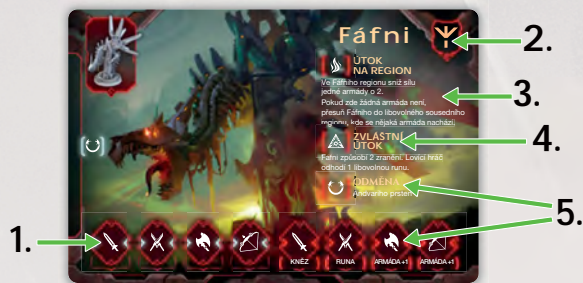 Fáfni
2.
ÚTOK
NA REGION
Ve Fáfniho regionu sniž sílu
jedné armády o 2.
Pokud zde žádná armáda není,
přesuň Fáfniho do libovolného sousedního
regionu, kde se nějaká armáda nachází.
3.
ZVLÁŠTNÍ
ÚTOK
Fáfni způsobí 2 zranění. Lovící hráč
odhodí 1 libovolnou runu.
4.
ODMĚNA
Andvariho prsten
5.
1.
KNĚZ
RUNA
ARMÁDA +1
ARMÁDA +1